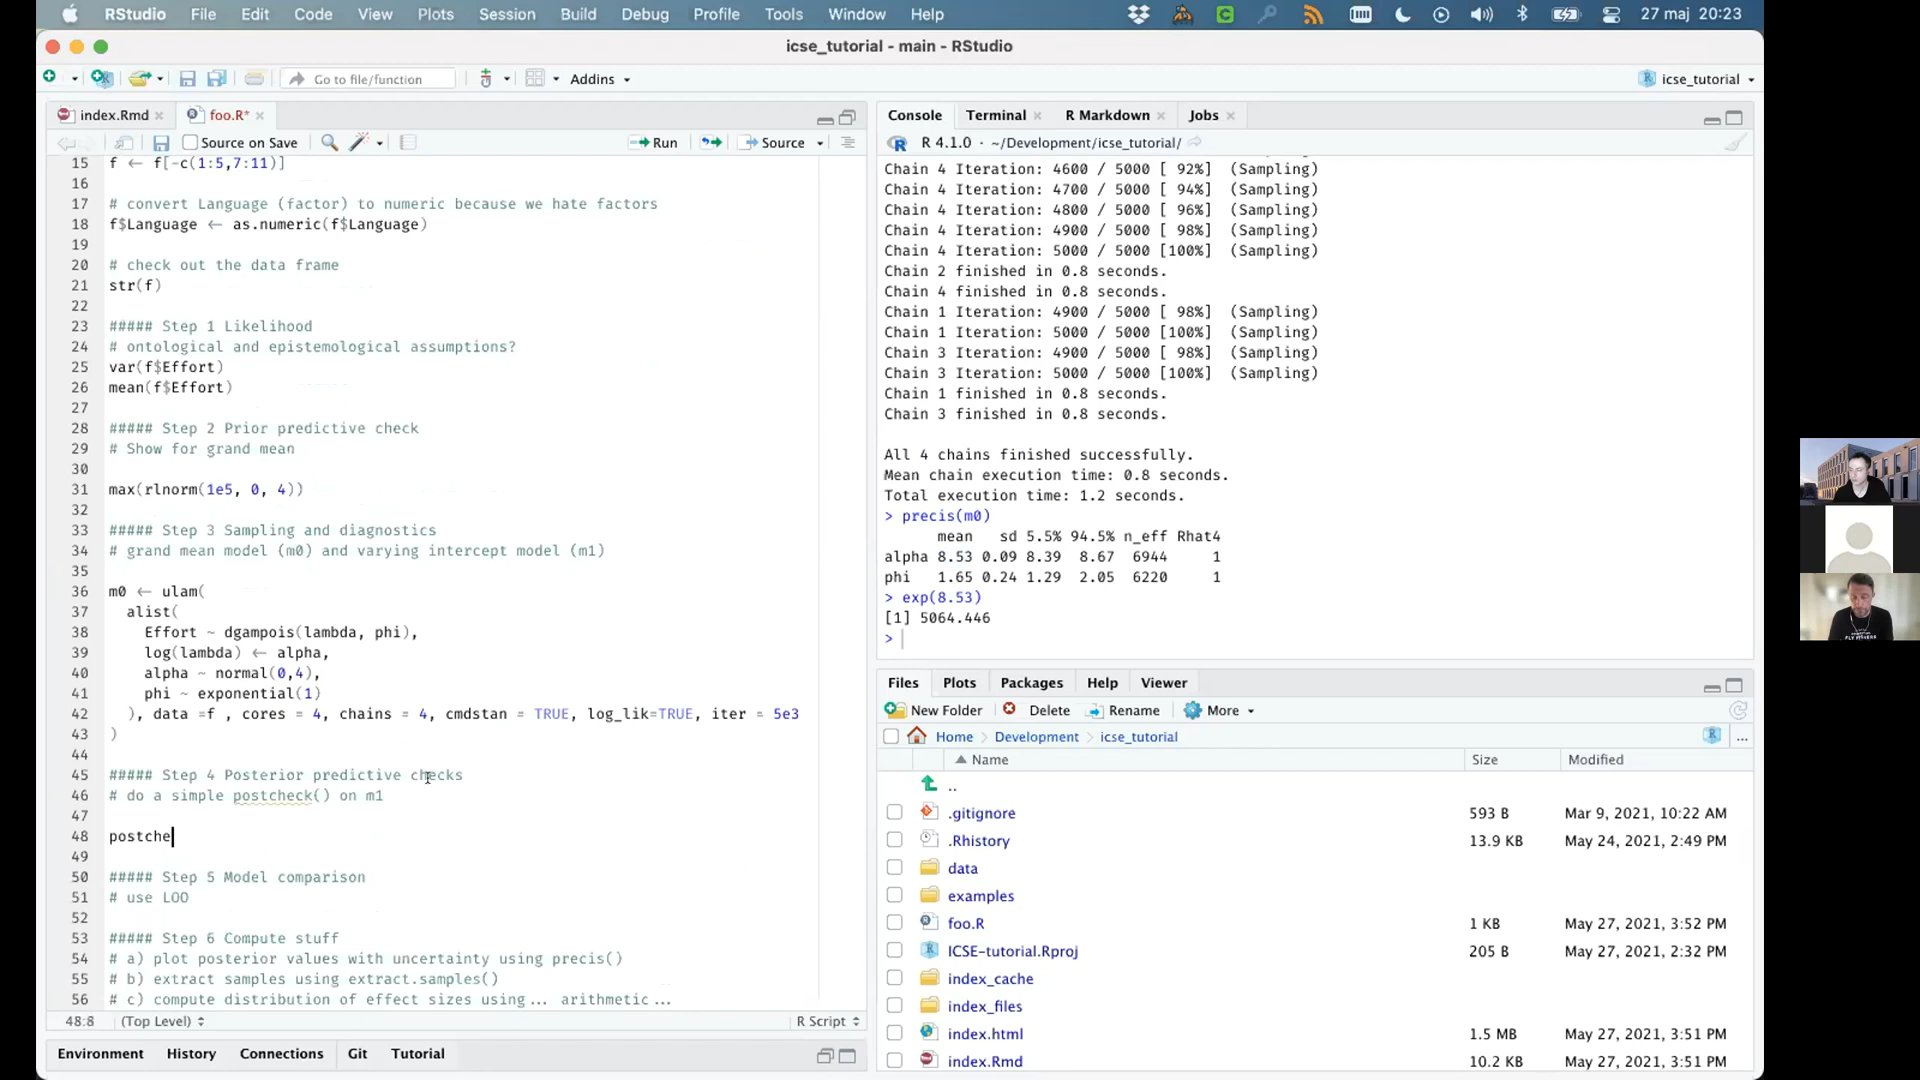 RStudio File Edit Code View Plots Session Build Debug Profile Tools Window Help 27 maj 20:23
icse_tutorial - main - RStudio
Go to file/function Addins icse_tutorial
index.Rmd foo.R*
Source on Save Run Source
15 f ← f[-c(1:5,7:11)]
16
17 # convert Language (factor) to numeric because we hate factors
18 f$Language ← as.numeric(f$Language)
19
20 # check out the data frame
21 str(f)
22
23 ##### Step 1 Likelihood
24 # ontological and epistemological assumptions?
25 var(f$Effort)
26 mean(f$Effort)
27
28 ##### Step 2 Prior predictive check
29 # Show for grand mean
30
31 max(rlnorm(1e5, 0, 4))
32
33 ##### Step 3 Sampling and diagnostics
34 # grand mean model (m0) and varying intercept model (m1)
35
36 m0 ← ulam(
37 alist(
38 Effort ~ dgampois(lambda, phi),
39 log(lambda) ← alpha,
40 alpha ~ normal(0,4),
41 phi ~ exponential(1)
42 ), data =f , cores = 4, chains = 4, cmdstan = TRUE, log_lik=TRUE, iter = 5e3
43 )
44
45 ##### Step 4 Posterior predictive checks
46 # do a simple postcheck() on m1
47
48 postche
49
50 ##### Step 5 Model comparison
51 # use LOO
52
53 ##### Step 6 Compute stuff
54 # a) plot posterior values with uncertainty using precis()
55 # b) extract samples using extract.samples()
56 # c) compute distribution of effect sizes using... arithmetic...
48:8 (Top Level) R Script
Environment History Connections Git Tutorial
Console Terminal R Markdown Jobs
R 4.1.0 · ~/Development/icse_tutorial/
Chain 4 Iteration: 4600 / 5000 [ 92%] (Sampling)
Chain 4 Iteration: 4700 / 5000 [ 94%] (Sampling)
Chain 4 Iteration: 4800 / 5000 [ 96%] (Sampling)
Chain 4 Iteration: 4900 / 5000 [ 98%] (Sampling)
Chain 4 Iteration: 5000 / 5000 [100%] (Sampling)
Chain 2 finished in 0.8 seconds.
Chain 4 finished in 0.8 seconds.
Chain 1 Iteration: 4900 / 5000 [ 98%] (Sampling)
Chain 1 Iteration: 5000 / 5000 [100%] (Sampling)
Chain 3 Iteration: 4900 / 5000 [ 98%] (Sampling)
Chain 3 Iteration: 5000 / 5000 [100%] (Sampling)
Chain 1 finished in 0.8 seconds.
Chain 3 finished in 0.8 seconds.
All 4 chains finished successfully.
Mean chain execution time: 0.8 seconds.
Total execution time: 1.2 seconds.
> precis(m0)
mean sd 5.5% 94.5% n_eff Rhat4
alpha 8.53 0.09 8.39 8.67 6944 1
phi 1.65 0.24 1.29 2.05 6220 1
> exp(8.53)
[1] 5064.446
>
Files Plots Packages Help Viewer
New Folder Delete Rename More
Home Development icse_tutorial ...
Name Size Modified
..
.gitignore 593 B Mar 9, 2021, 10:22 AM
.Rhistory 13.9 KB May 24, 2021, 2:49 PM
data
examples
foo.R 1 KB May 27, 2021, 3:52 PM
ICSE-tutorial.Rproj 205 B May 27, 2021, 2:32 PM
index_cache
index_files
index.html 1.5 MB May 27, 2021, 3:51 PM
index.Rmd 10.2 KB May 27, 2021, 3:51 PM